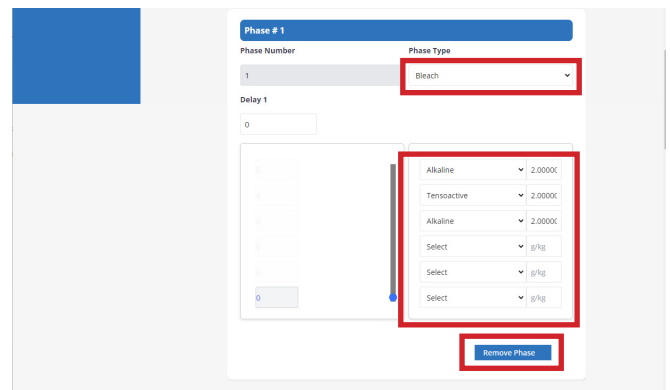 Phase # 1
Phase Number Phase Type
1 Bleach
Delay 1
0
Alkaline 2.00000
Tensoactive 2.00000
Alkaline 2.00000
Select g/kg
Select g/kg
0 Select g/kg
Remove Phase